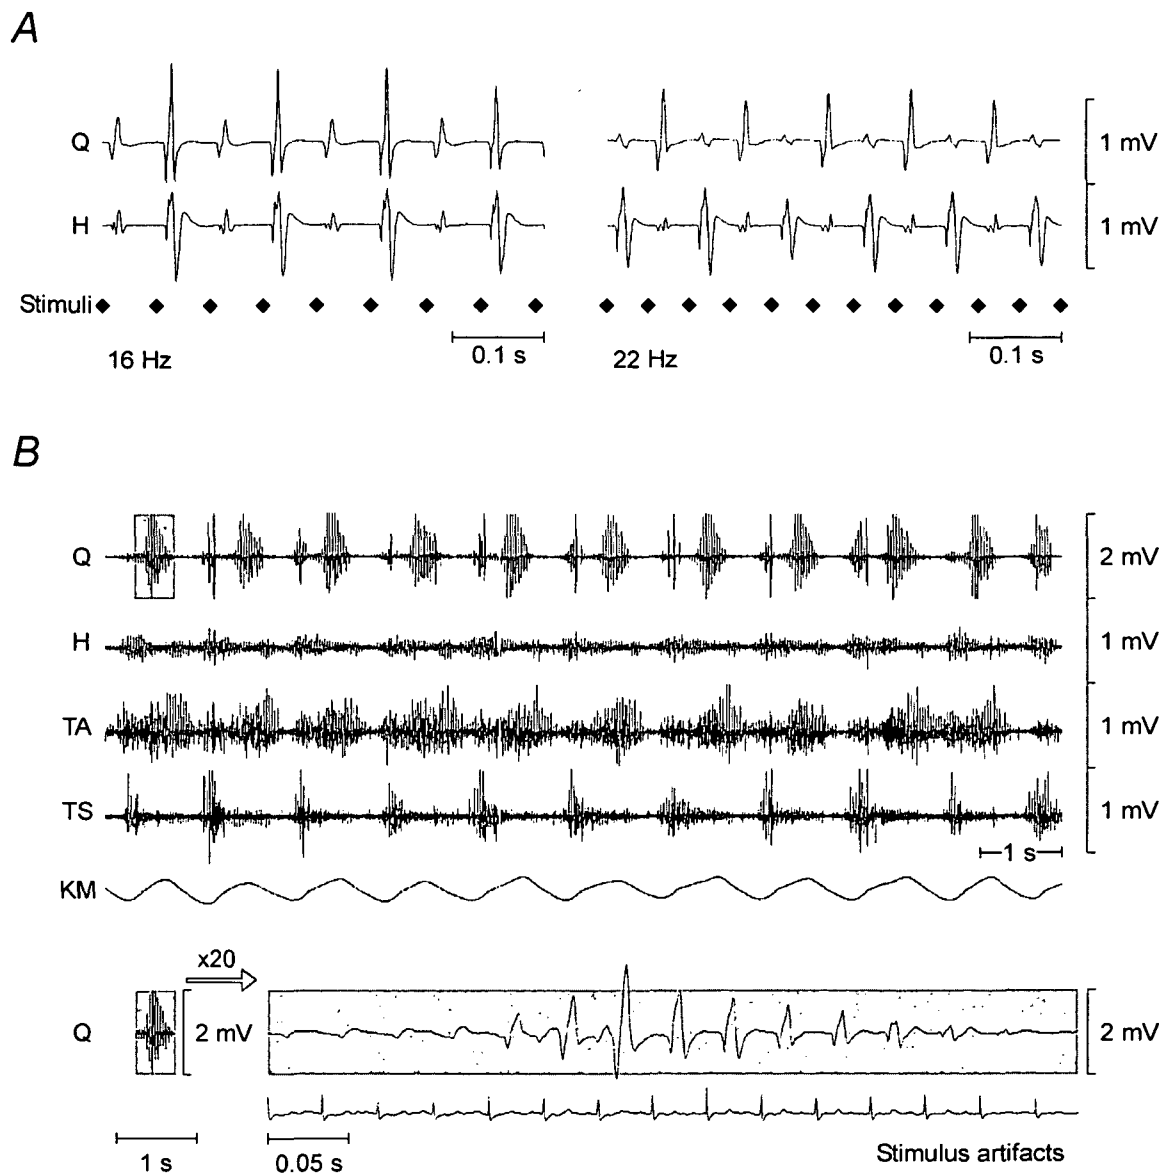 A
Q
1 mV
H
1 mV
Stimuli
0.1 s
0.1 s
16 Hz
22 Hz
B
Q
2 mV
H
1 mV
TA
1 mV
TS
1 mV
1 s
KM
x20
Q
2 mV
2 mV
1 s
0.05 s
Stimulus artifacts